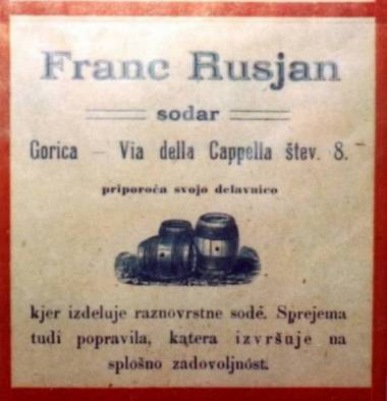 Franc Rusjan
sodar
Gorica — Via della Cappella štev. 8.
priporoča svojo delavnico
kjer izdeluje raznovrstne sode. Sprejema
tudi popravila, katera izvršuje na
splošno zadovoljnost.